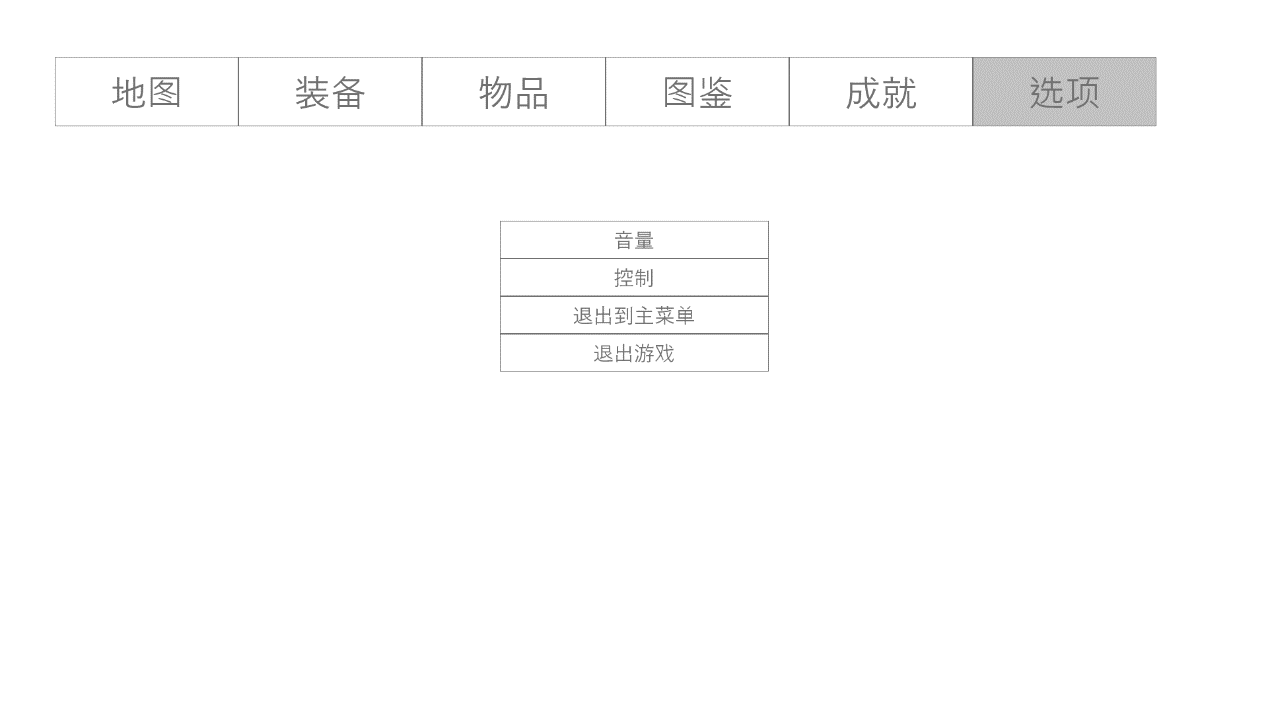 地图 装备 物品 图鉴 成就 选项
音量
控制
退出到主菜单
退出游戏